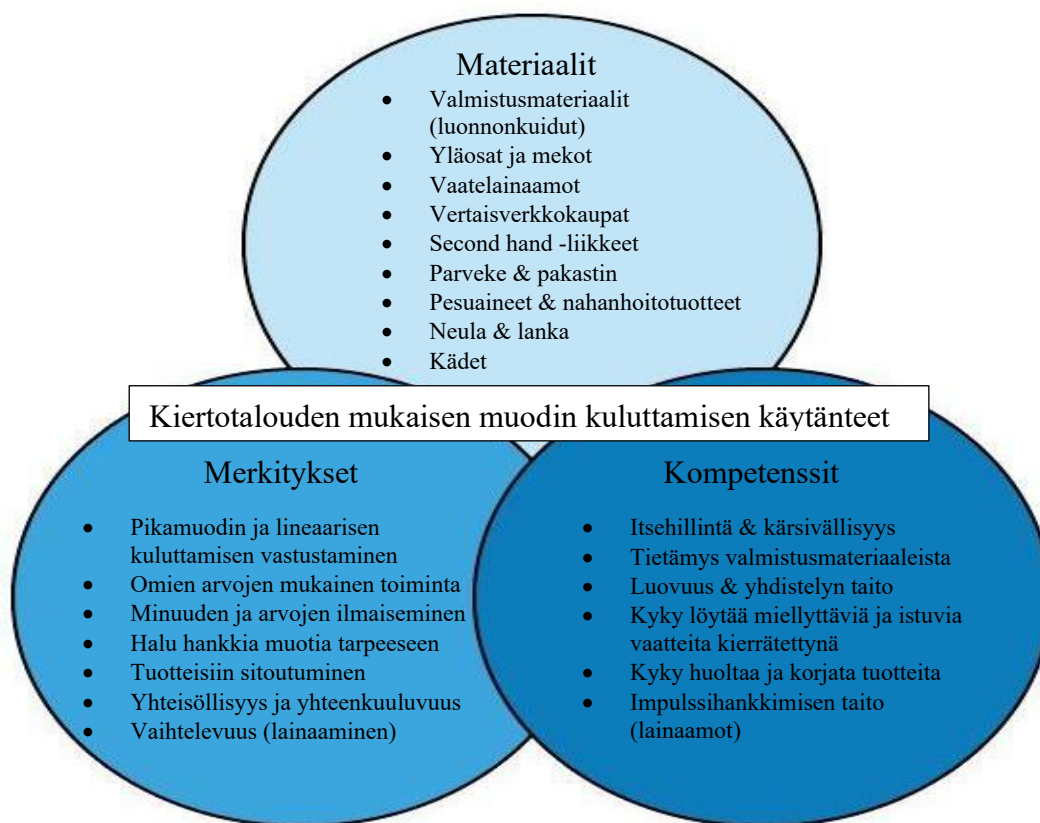 Materiaalit
• Valmistusmateriaalit
(luonnonkuidut)
• Yläosat ja mekot
• Vaatelainaamot
• Vertaisverkkokaupat
• Second hand -liikkeet
• Parveke & pakastin
• Pesuaineet & nahanhoitotuotteet
• Neula & lanka
• Kädet
Kiertotalouden mukaisen muodin kuluttamisen käytänteet
Merkitykset
• Pikamuodin ja lineaarisen
kuluttamisen vastustaminen
• Omien arvojen mukainen toiminta
• Minuuden ja arvojen ilmaiseminen
• Halu hankkia muotia tarpeeseen
• Tuotteisiin sitoutuminen
• Yhteisöllisyys ja yhteenkuuluvuus
• Vaihtelevuus (lainaaminen)
Kompetenssit
• Itsehillintä & kärsivällisyys
• Tietämys valmistusmateriaaleista
• Luovuus & yhdistelyn taito
• Kyky löytää miellyttäviä ja istuvia
vaatteita kierrätettynä
• Kyky huoltaa ja korjata tuotteita
• Impulssihankkimisen taito
(lainaamot)